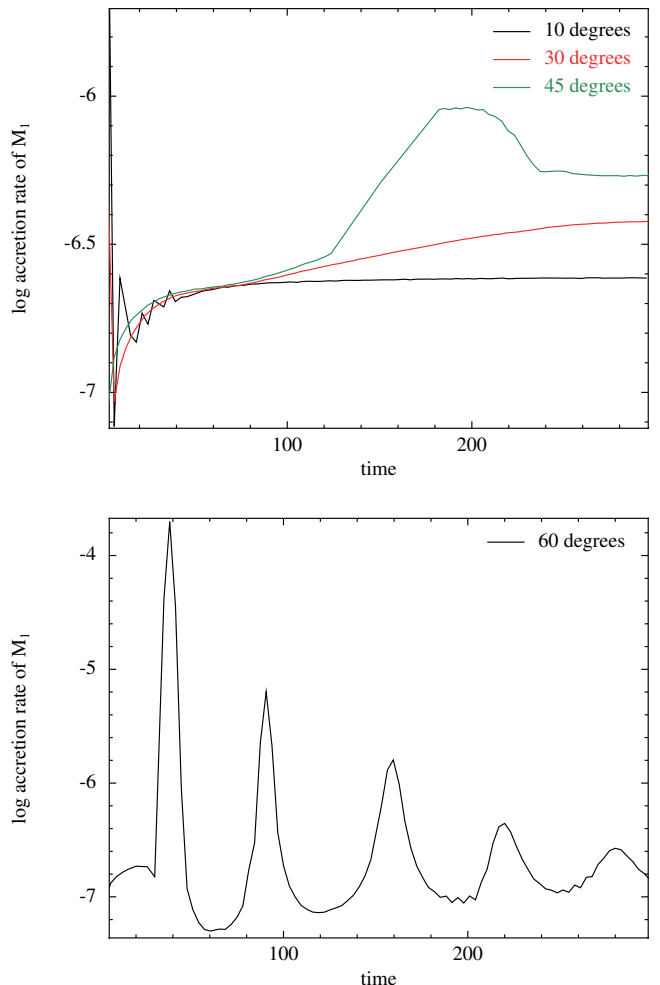 10 degrees
30 degrees
45 degrees
-6
-6.5
-7
log accretion rate of M1
100
200
time
60 degrees
-4
-5
-6
-7
log accretion rate of M1
100
200
time